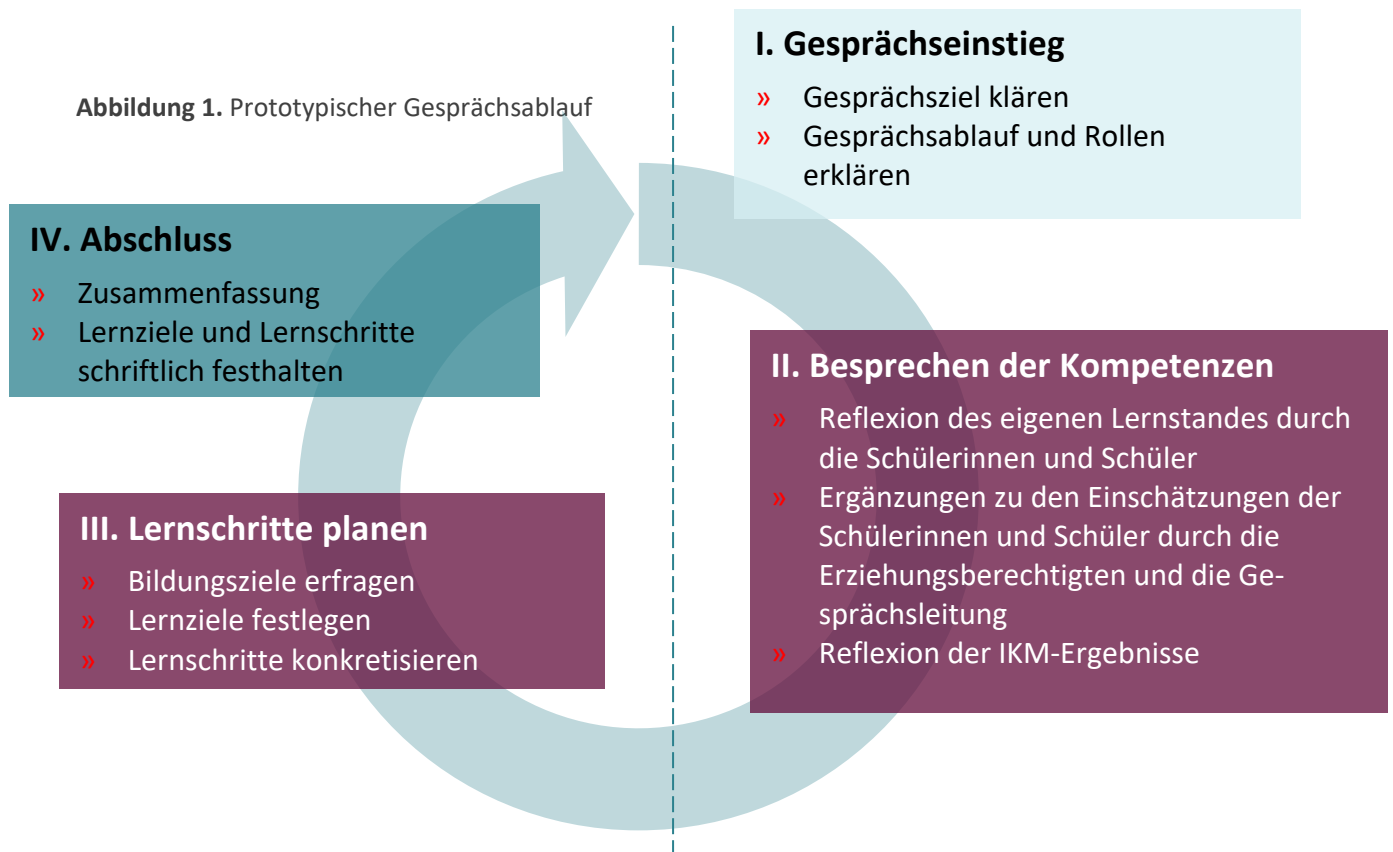 Abbildung 1. Prototypischer Gesprächsablauf
I. Gesprächseinstieg
» Gesprächsziel klären
» Gesprächsablauf und Rollen
erklären
II. Besprechen der Kompetenzen
» Reflexion des eigenen Lernstandes durch
die Schülerinnen und Schüler
» Ergänzungen zu den Einschätzungen der
Schülerinnen und Schüler durch die
Erziehungsberechtigten und die Ge-
sprächsleitung
» Reflexion der IKM-Ergebnisse
III. Lernschritte planen
» Bildungsziele erfragen
» Lernziele festlegen
» Lernschritte konkretisieren
IV. Abschluss
» Zusammenfassung
» Lernziele und Lernschritte
schriftlich festhalten